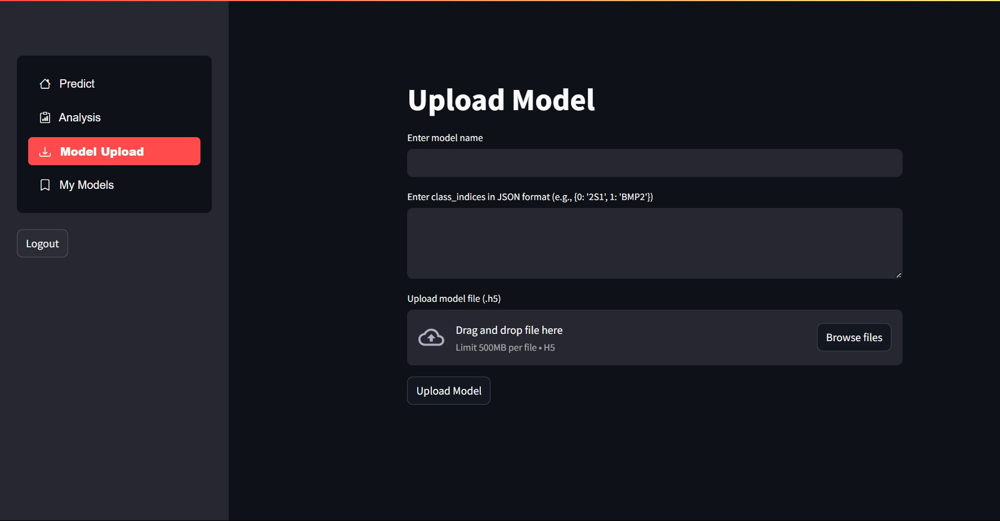 Predict
Analysis
Model Upload
My Models
Logout
Upload Model
Enter model name
Enter class_indices in JSON format (e.g., {0: '2S1', 1: 'BMP2'})
Upload model file (.h5)
Drag and drop file here
Limit 500MB per file • H5
Browse files
Upload Model